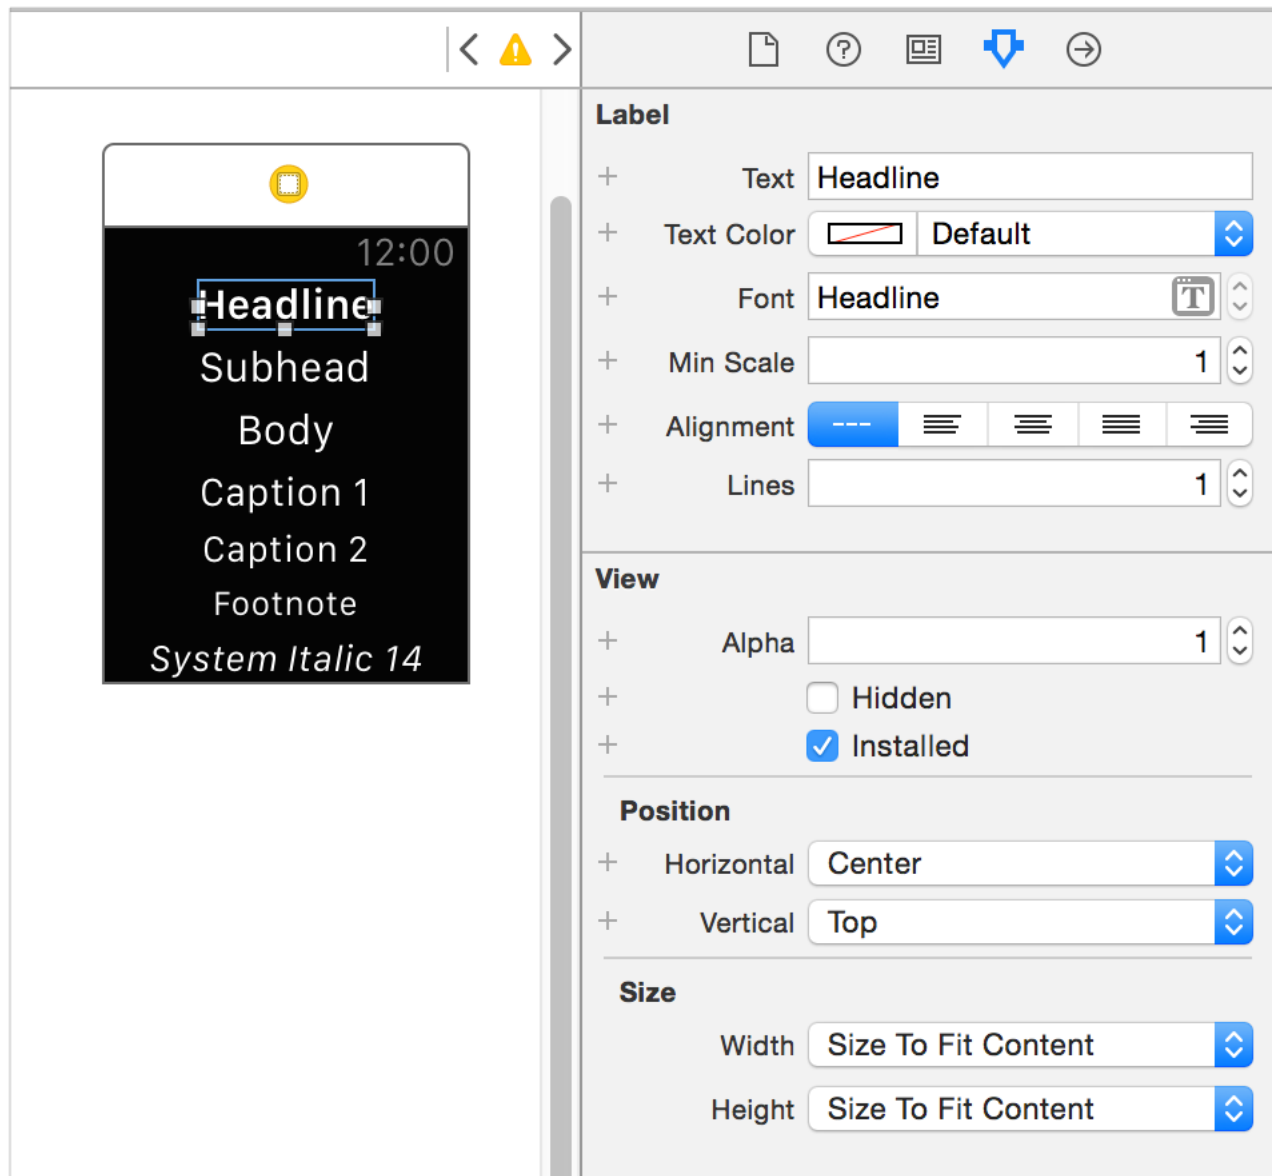 12:00
Headline
Subhead
Body
Caption 1
Caption 2
Footnote
System Italic 14
Label
Text Headline
Text Color Default
Font Headline T
Min Scale 1
Alignment ---
Lines 1
View
Alpha 1
Hidden
Installed
Position
Horizontal Center
Vertical Top
Size
Width Size To Fit Content
Height Size To Fit Content